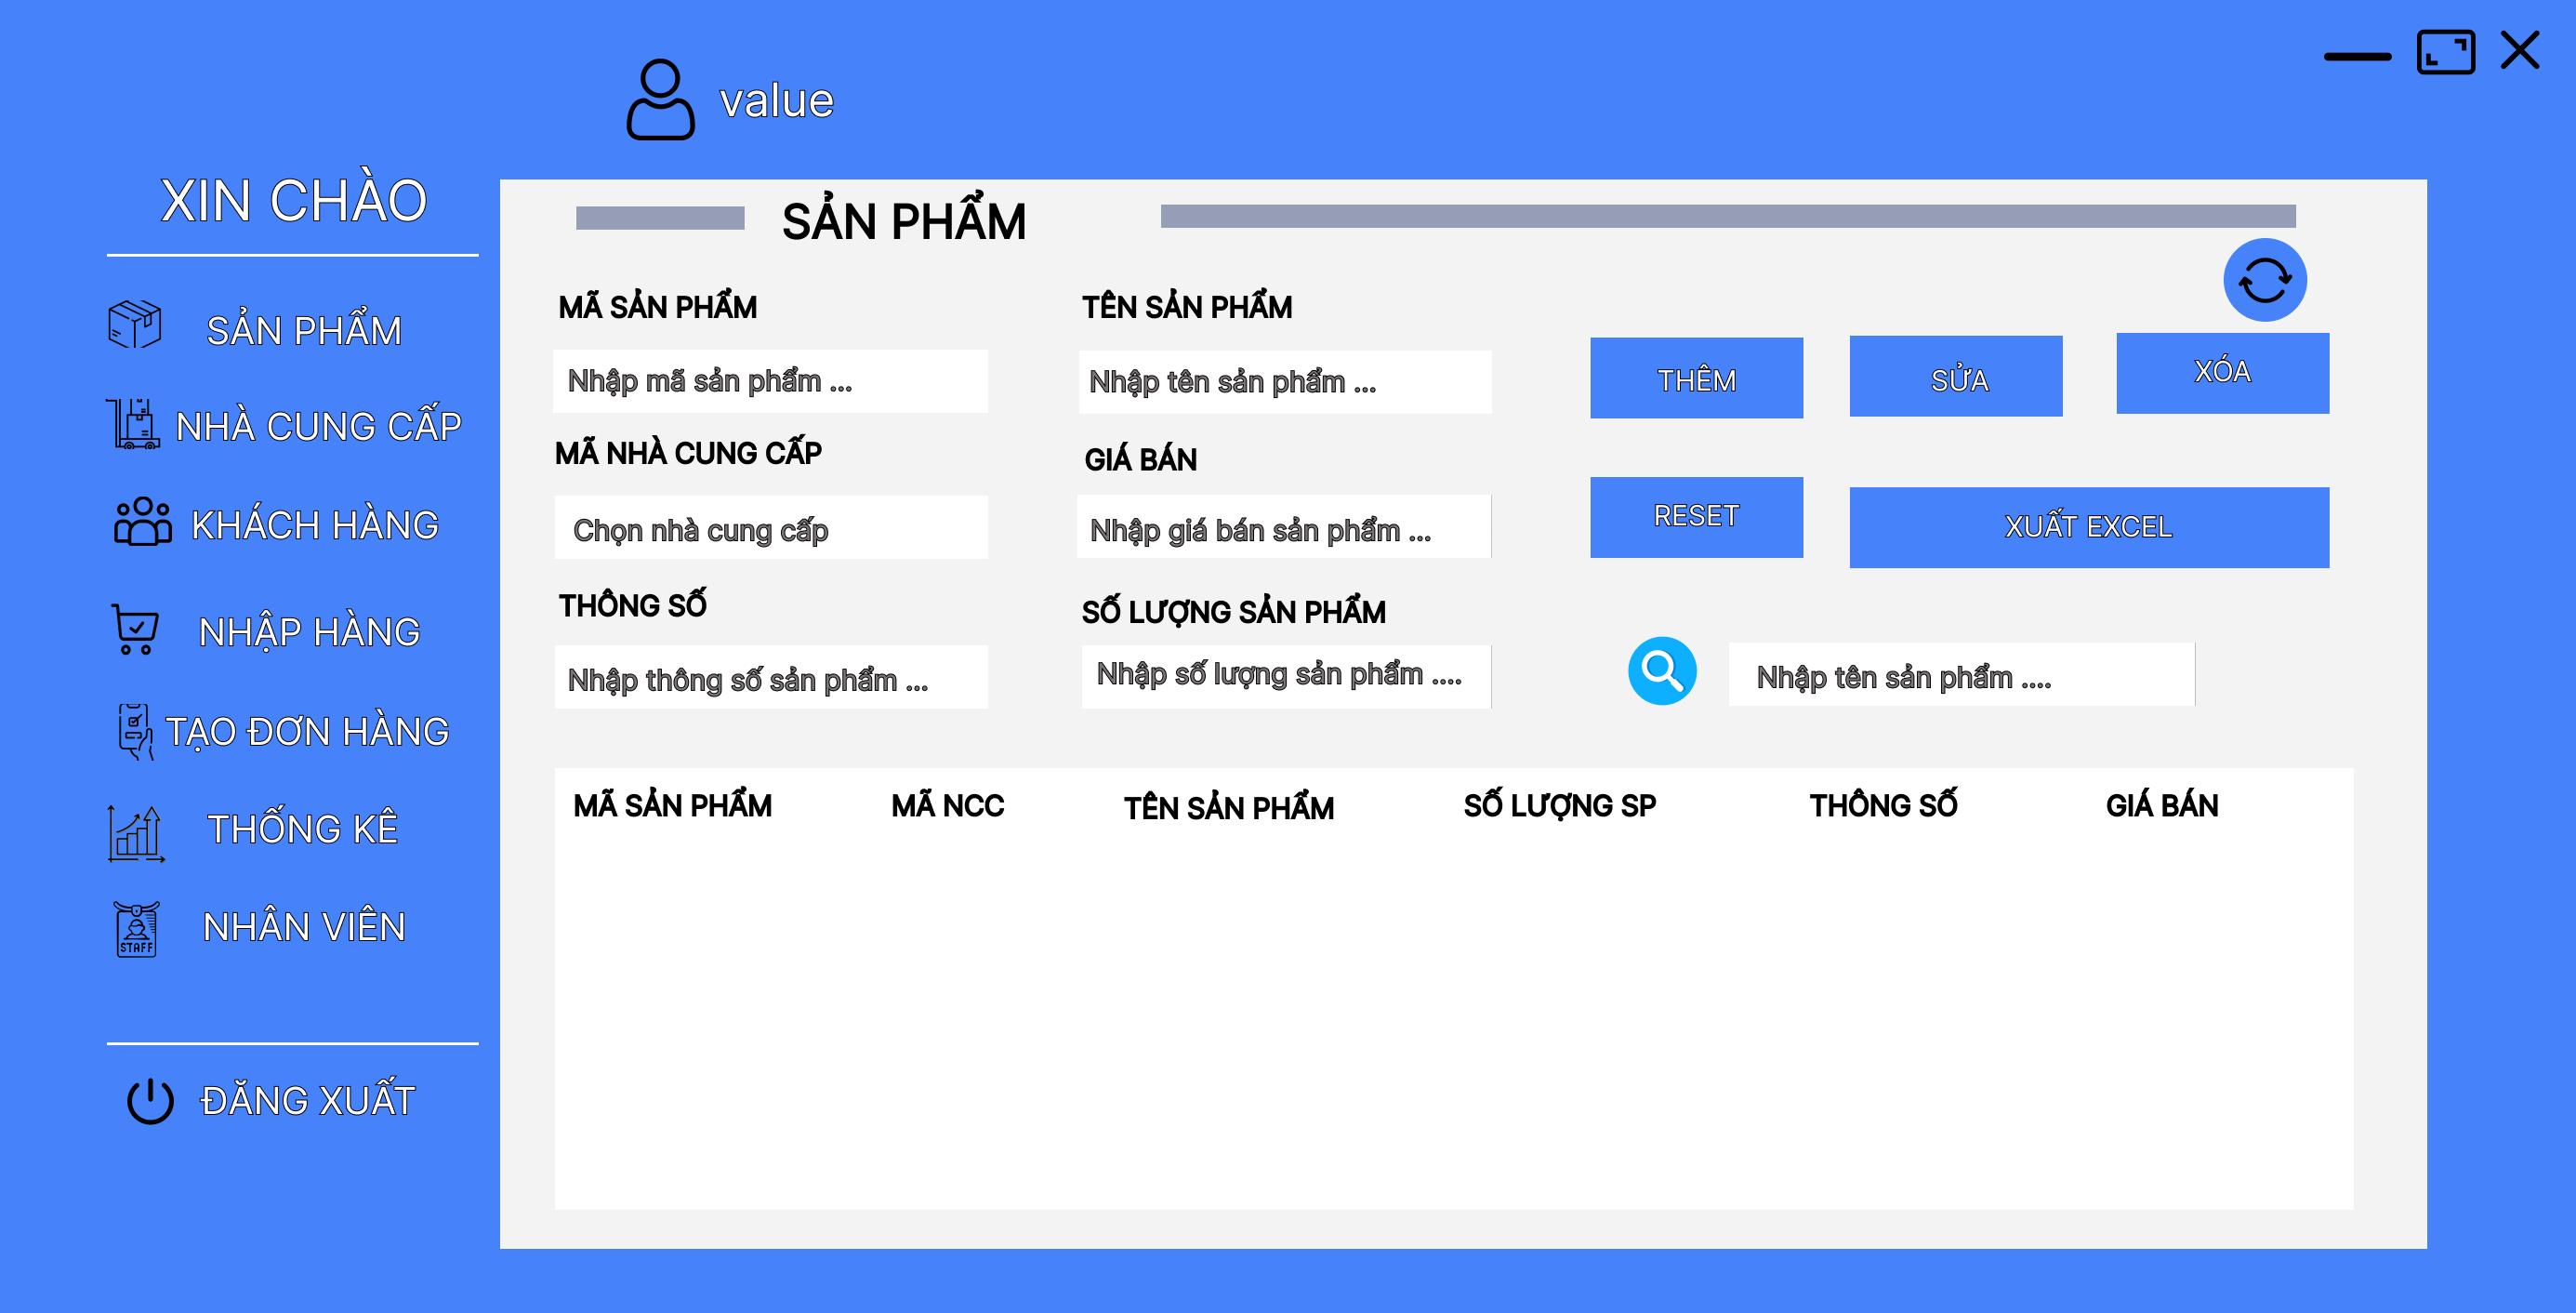 value
XIN CHÀO
SẢN PHẨM
NHÀ CUNG CẤP
KHÁCH HÀNG
NHẬP HÀNG
TẠO ĐƠN HÀNG
THỐNG KÊ
STAFF
NHÂN VIÊN
ĐĂNG XUẤT
SẢN PHẨM
MÃ SẢN PHẨM
TÊN SẢN PHẨM
Nhập mã sản phẩm ...
Nhập tên sản phẩm ...
THÊM
SỬA
XÓA
MÃ NHÀ CUNG CẤP
GIÁ BÁN
Chọn nhà cung cấp
Nhập giá bán sản phẩm ...
RESET
XUẤT EXCEL
THÔNG SỐ
SỐ LƯỢNG SẢN PHẨM
Nhập thông số sản phẩm ...
Nhập số lượng sản phẩm ....
Nhập tên sản phẩm ....
MÃ SẢN PHẨM MÃ NCC TÊN SẢN PHẨM SỐ LƯỢNG SP THÔNG SỐ GIÁ BÁN